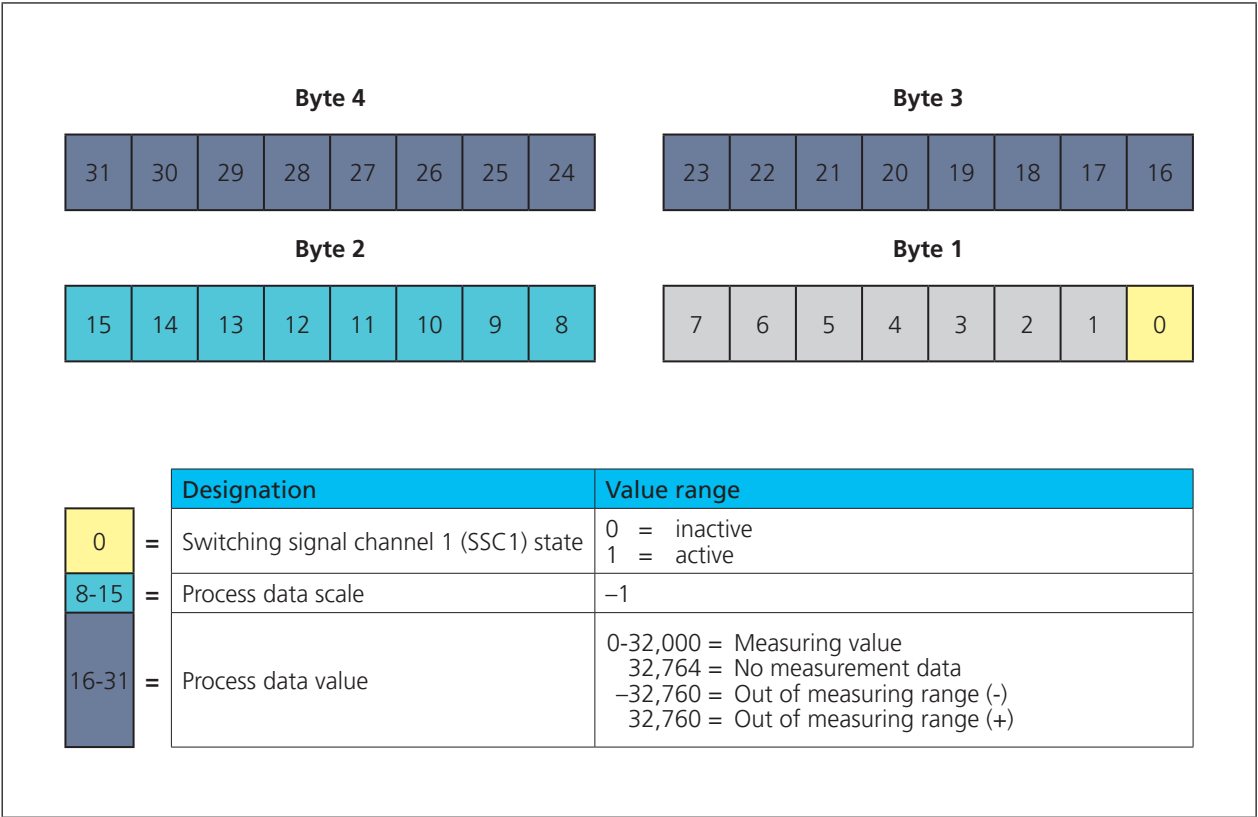 Byte 4 Byte 3
31 30 29 28 27 26 25 24 23 22 21 20 19 18 17 16
Byte 2 Byte 1
15 14 13 12 11 10 9 8 7 6 5 4 3 2 1 0
Designation Value range
0 = Switching signal channel 1 (SSC1) state 0 = inactive
1 = active
8-15 = Process data scale –1
16-31 = Process data value 0-32,000 = Measuring value
32,764 = No measurement data
–32,760 = Out of measuring range (-)
32,760 = Out of measuring range (+)